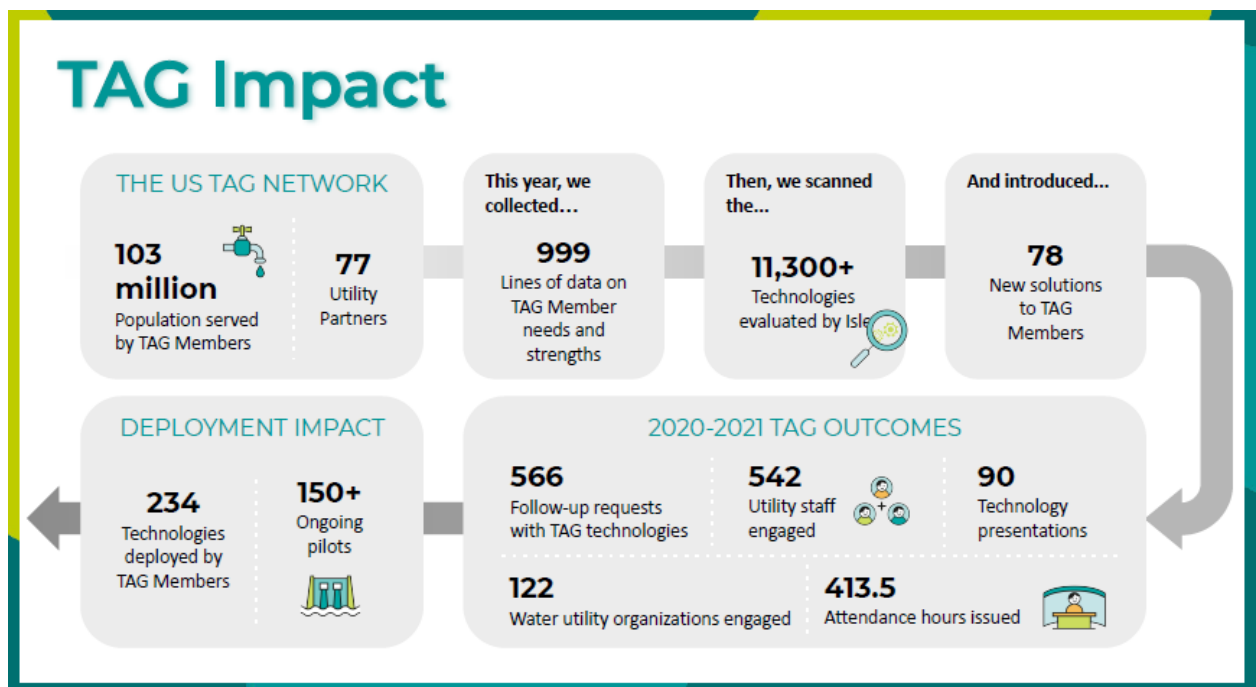 TAG Impact
THE US TAG NETWORK
103
million
Population served
by TAG Members
77
Utility
Partners
This year, we
collected...
999
Lines of data on
TAG Member
needs and
strengths
Then, we scanned
the...
11,300+
Technologies
evaluated by Isle
And introduced...
78
New solutions
to TAG
Members
2020-2021 TAG OUTCOMES
566
Follow-up requests
with TAG technologies
542
Utility staff
engaged
90
Technology
presentations
122
Water utility organizations engaged
413.5
Attendance hours issued
DEPLOYMENT IMPACT
234
Technologies
deployed by
TAG Members
150+
Ongoing
pilots